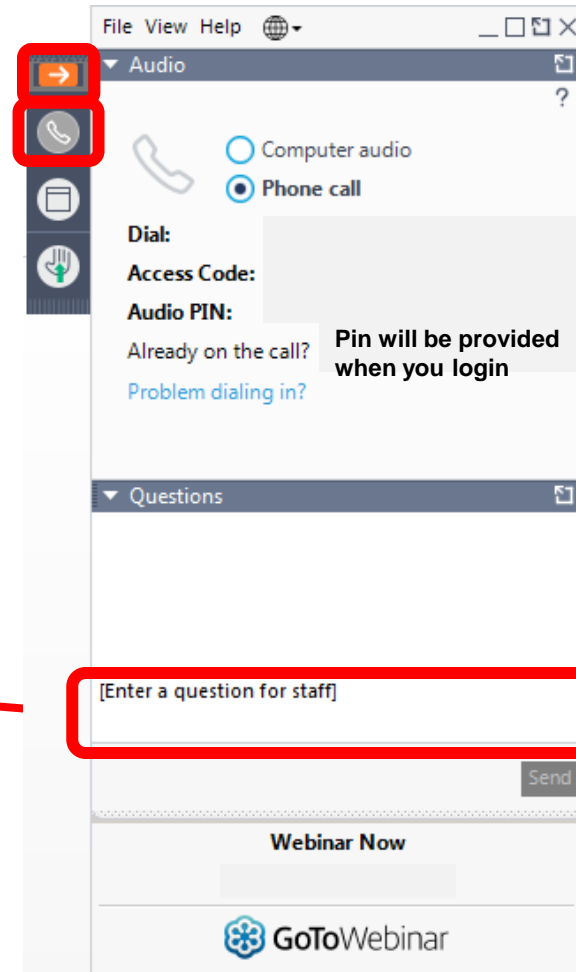 File View Help
Audio
?
Computer audio
Phone call
Dial:
Access Code:
Audio PIN:
Already on the call?
Pin will be provided
when you login
Problem dialing in?
Questions
[Enter a question for staff]
Send
Webinar Now
GoToWebinar